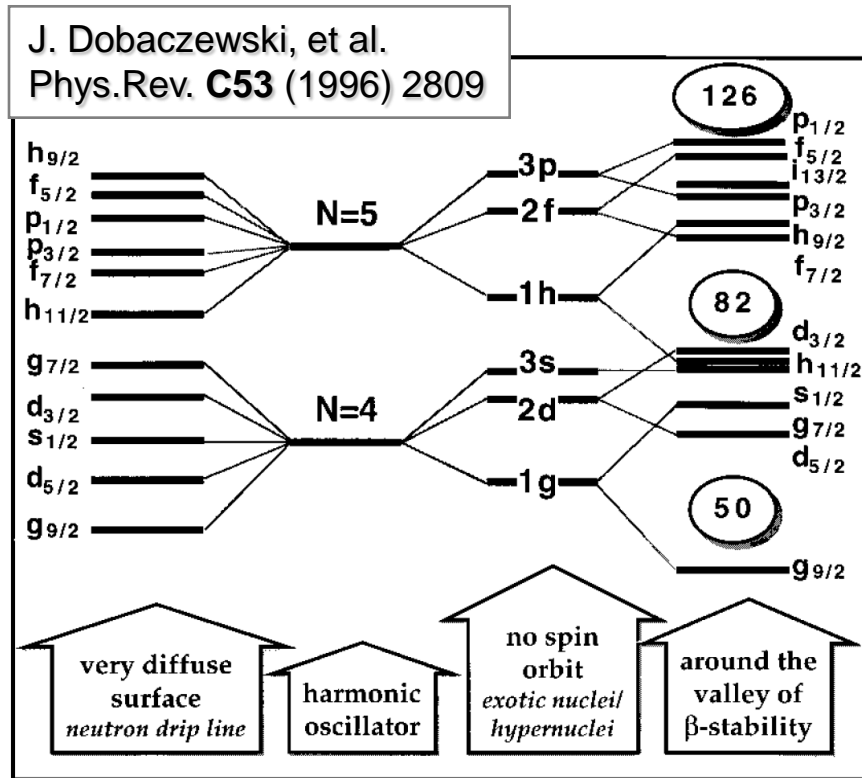 J. Dobaczewski, et al.
Phys.Rev. C53 (1996) 2809
h9/2
f5/2
p1/2
p3/2
f7/2
h11/2
g7/2
d3/2
s1/2
d5/2
g9/2
N=5
N=4
3p
2f
1h
3s
2d
1g
126
p1/2
f5/2
i13/2
p3/2
h9/2
f7/2
82
d3/2
h11/2
s1/2
g7/2
d5/2
50
g9/2
very diffuse
surface
neutron drip line
harmonic
oscillator
no spin
orbit
exotic nuclei/
hypernuclei
around the
valley of
β-stability